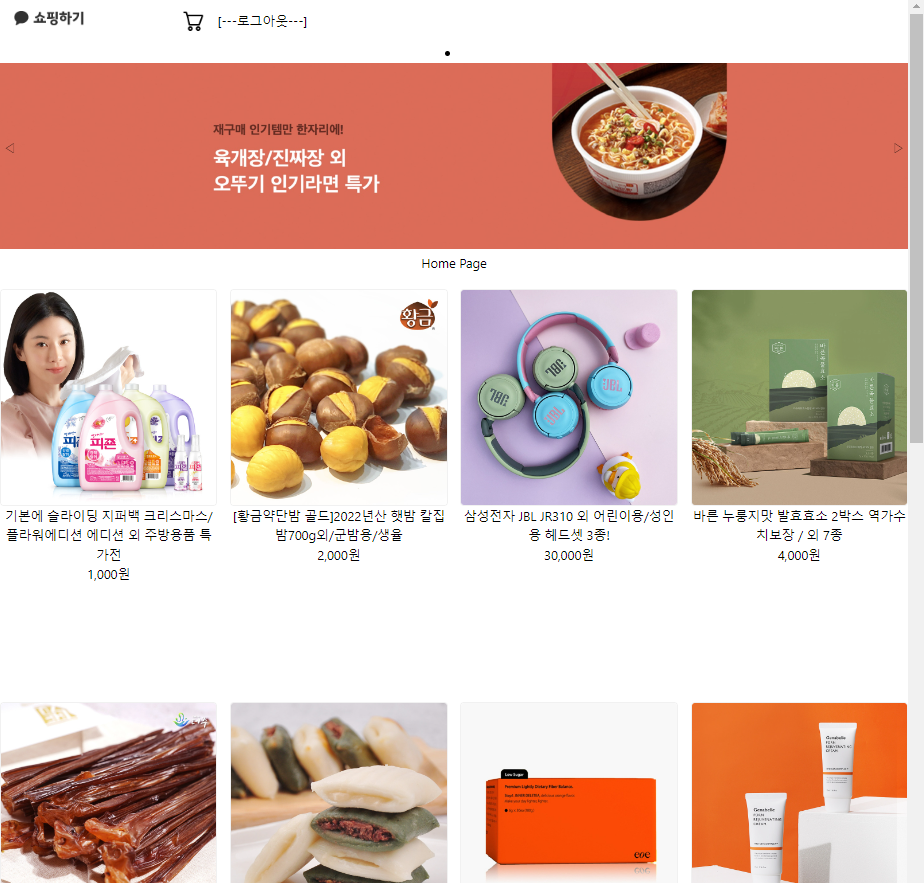 쇼핑하기
[---로그아웃---]
재구매 인기템만 한자리에!
육개장/진짜장 외
오뚜기 인기라면 특가
Home Page
황금
JBL
JBL
JBL
피죤
기본에 슬라이딩 지퍼백 크리스마스/
플라워에디션 에디션 외 주방용품 특
가전
1,000원
[황금약단밤 골드]2022년산 햇밤 칼집
밤700g외/군밤용/생율
2,000원
삼성전자 JBL JR310 외 어린이용/성인
용 헤드셋 3종!
30,000원
바른 누룽지맛 발효효소 2박스 역가수
치보장 / 외 7종
4,000원
Low Sugar
Premium Lightly Dietary Fiber Balance.
eoe
Genabelle
Genabelle